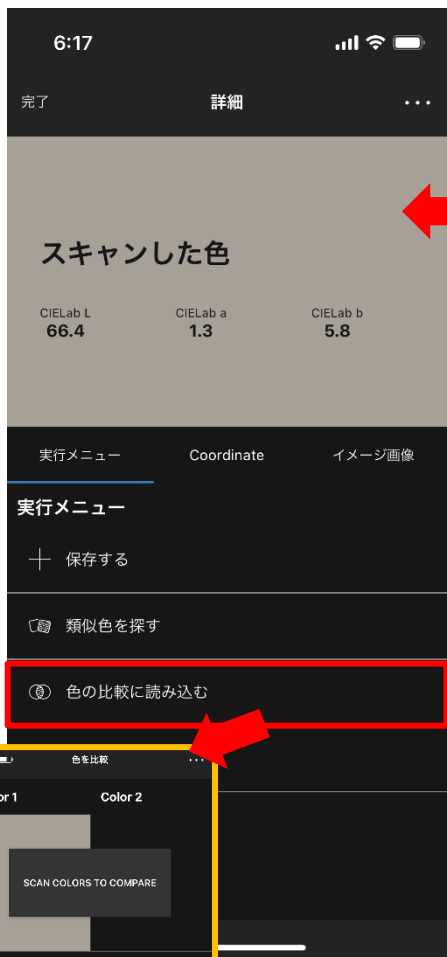 6:17
完了 詳細 ...
スキャンした色
CIELab L CIELab a CIELab b
66.4 1.3 5.8
実行メニュー Coordinate イメージ画像
実行メニュー
保存する
類似色を探す
色の比較に読み込む
色を比較 ...
or 1 Color 2
SCAN COLORS TO COMPARE